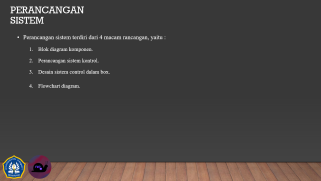 PERANCANGAN
SISTEM
• Perancangan sistem terdiri dari 4 macam rancangan, yaitu :
1. Blok diagram komponen.
2. Perancangan sistem kontrol.
3. Desain sistem control dalam box.
4. Flowchart diagram.